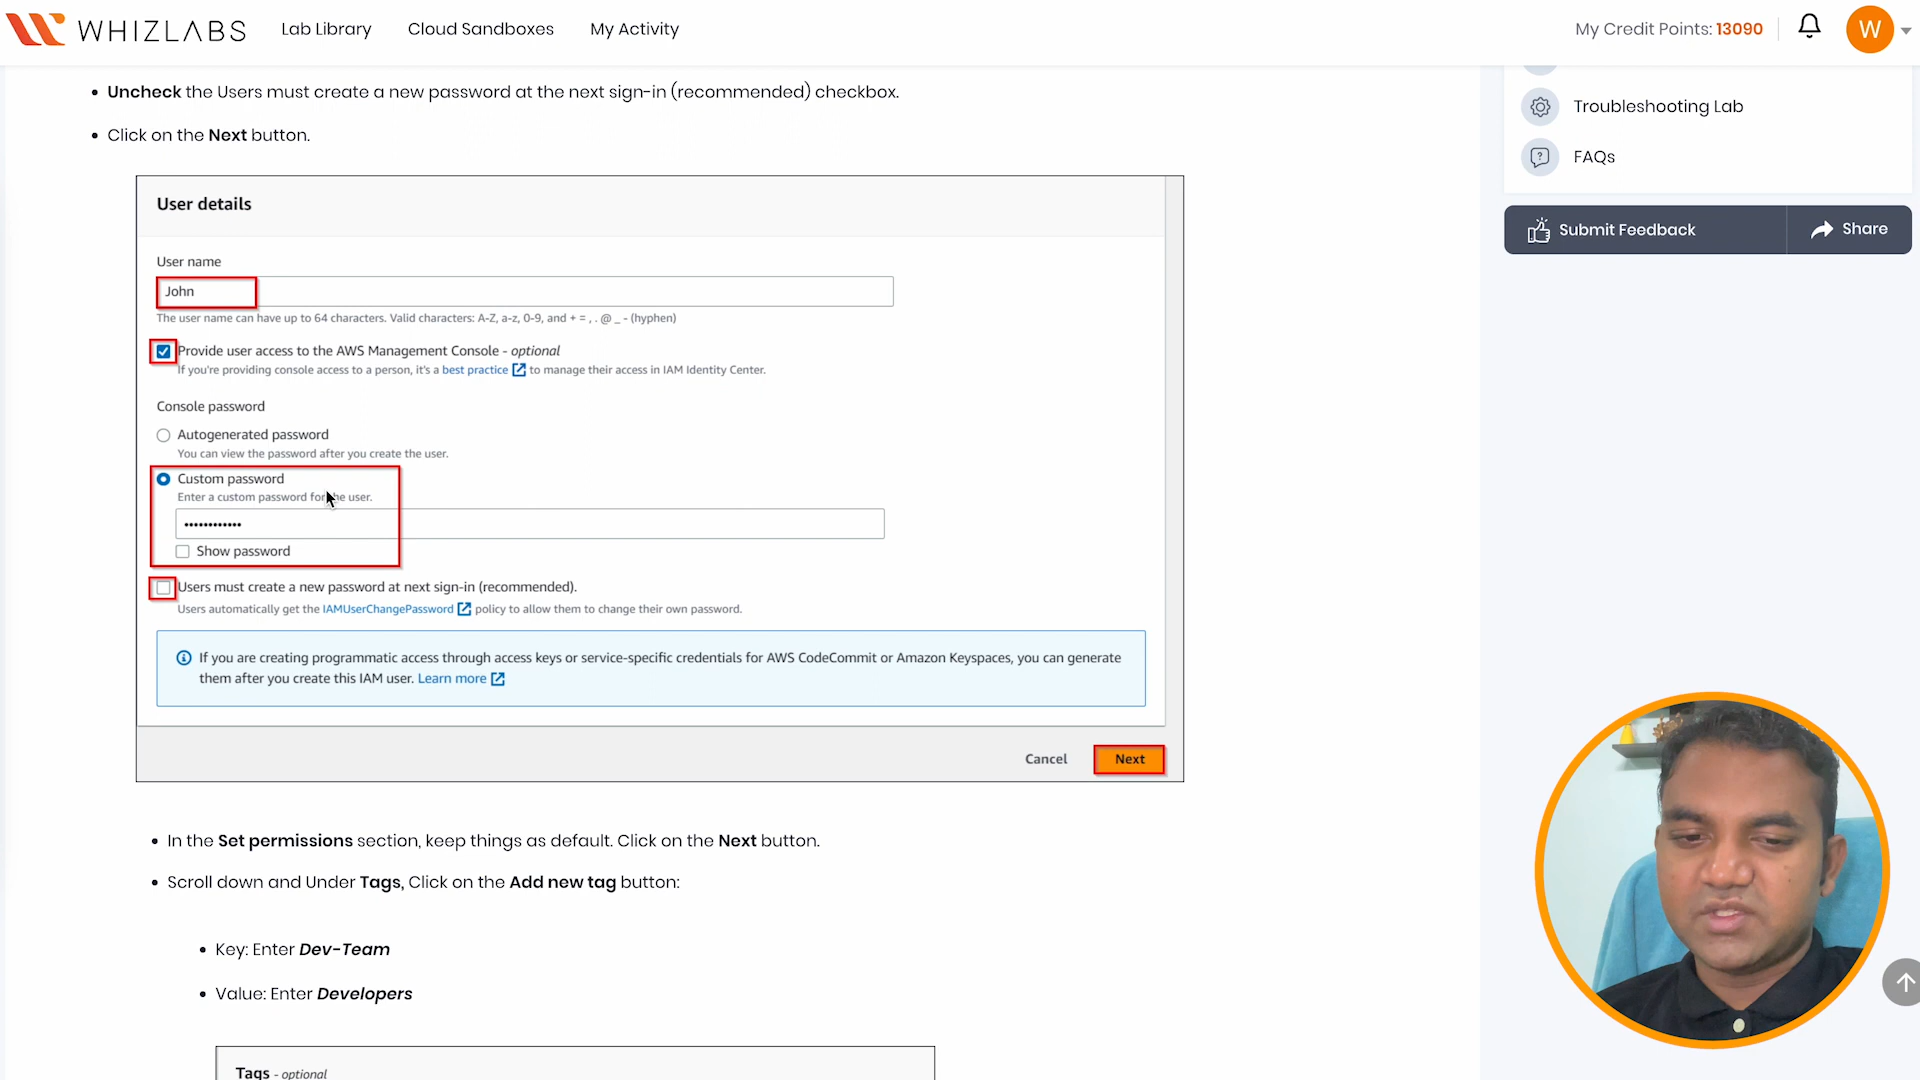 WHIZLABS
Lab Library
Cloud Sandboxes
My Activity
My Credit Points: 13090
W
• Uncheck the Users must create a new password at the next sign-in (recommended) checkbox.
• Click on the Next button.
User details
User name
John
The user name can have up to 64 characters. Valid characters: A-Z, a-z, 0-9, and + = , . @ _ - (hyphen)
Provide user access to the AWS Management Console - optional
If you're providing console access to a person, it's a best practice to manage their access in IAM Identity Center.
Console password
Autogenerated password
You can view the password after you create the user.
Custom password
Enter a custom password for the user.
••••••••••••
Show password
Users must create a new password at next sign-in (recommended).
Users automatically get the IAMUserChangePassword policy to allow them to change their own password.
If you are creating programmatic access through access keys or service-specific credentials for AWS CodeCommit or Amazon Keyspaces, you can generate
them after you create this IAM user. Learn more
Cancel
Next
• In the Set permissions section, keep things as default. Click on the Next button.
• Scroll down and Under Tags, Click on the Add new tag button:
• Key: Enter Dev-Team
• Value: Enter Developers
Tags - optional
Troubleshooting Lab
FAQs
Submit Feedback
Share